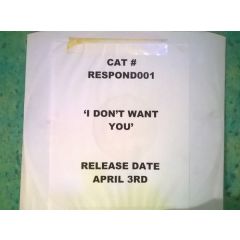 CAT #
RESPOND001
‘I DON’T WANT
YOU’
RELEASE DATE
APRIL 3RD